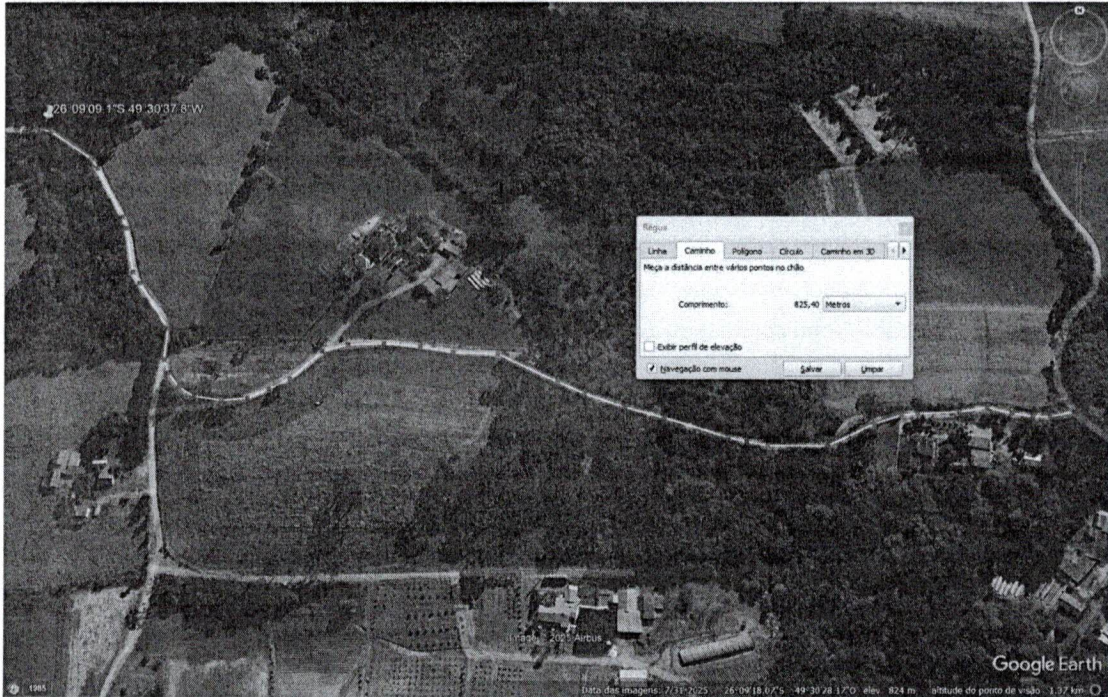 26°09'09.1"S 49°30'37.8"W
N
Régua
Linha Caminho Polígono Círculo Caminho em 3D
Meça a distância entre vários pontos no chão
Comprimento: 825,40 Metros
Exibir perfil de elevação
Navegação com mouse Salvar Limpar
Image © 2025 Airbus
Google Earth
1985
Data das imagens: 7/31/2025 26°09'18.07"S 49°30'28.17"O elev 824 m altitude do ponto de visão 1.37 km